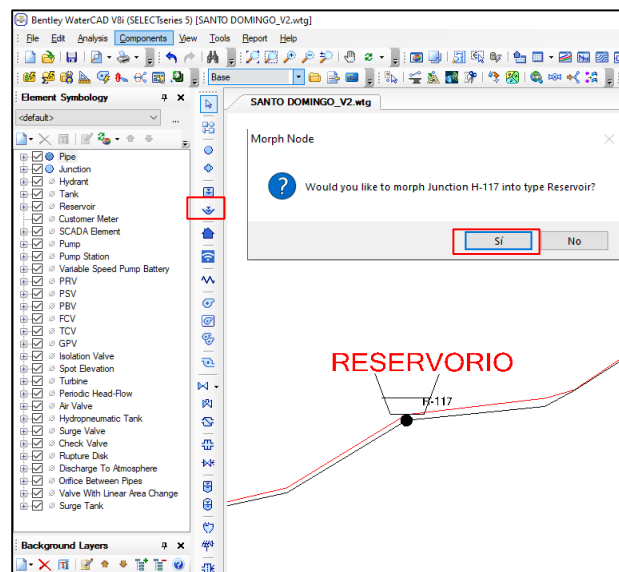 Bentley WaterCAD V8i (SELECTseries 5) [SANTO DOMINGO_V2.wtg]
File Edit Analysis Components View Tools Report Help
Base
Element Symbology
SANTO DOMINGO_V2.wtg
<default>
...
Morph Node
Would you like to morph Junction H-117 into type Reservoir?
Sí
No
Pipe
Junction
Hydrant
Tank
Reservoir
Customer Meter
SCADA Element
Pump
Pump Station
Variable Speed Pump Battery
PRV
PSV
PBV
FCV
TCV
GPV
Isolation Valve
Spot Elevation
Turbine
Periodic Head-Flow
Air Valve
Hydropneumatic Tank
Surge Valve
Check Valve
Rupture Disk
Discharge To Atmosphere
Orifice Between Pipes
Valve With Linear Area Change
Surge Tank
RESERVORIO
H-117
Background Layers